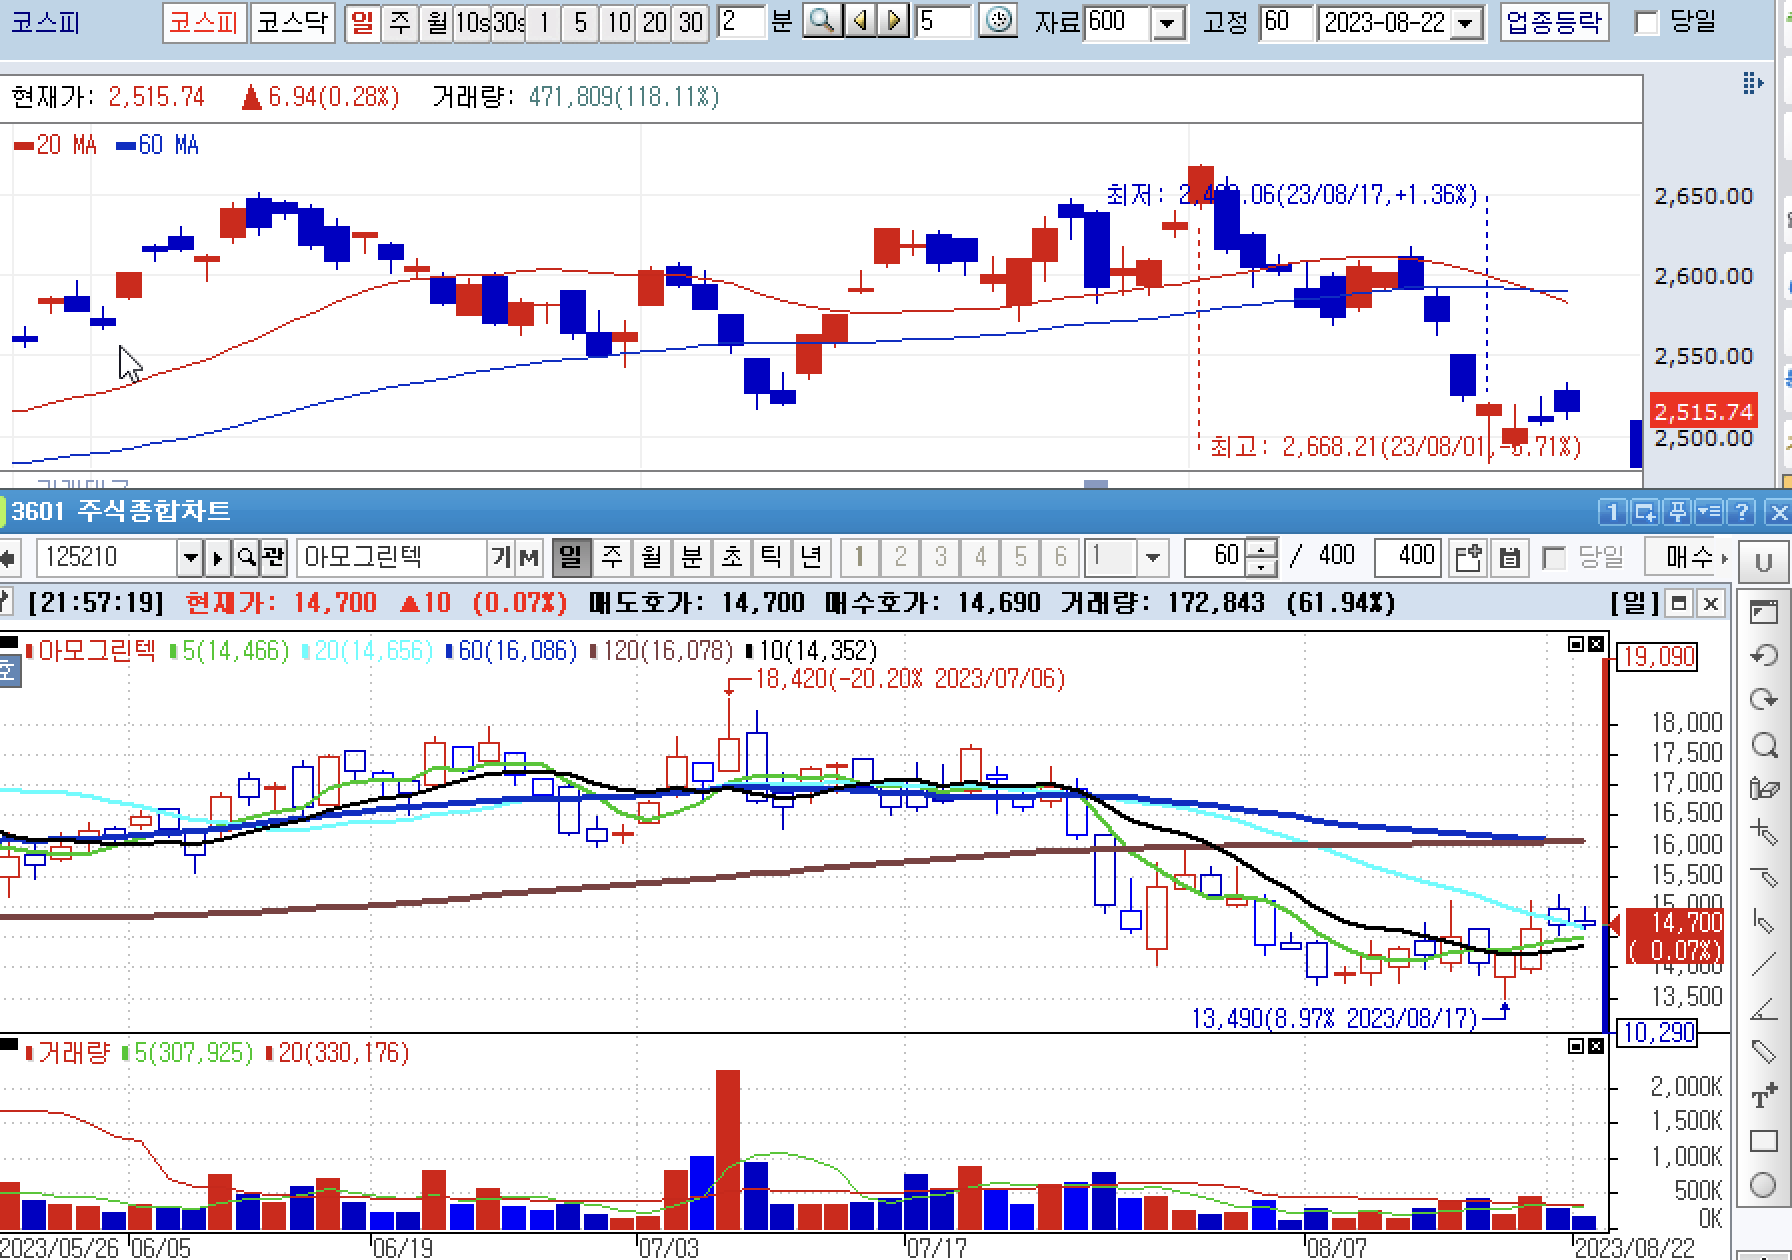 코스피 코스피 코스닥 일 주 월 10s 30s 1 5 10 20 30 2 분 5 자료 600 고정 60 2023-08-22 업종등락 당일
현재가: 2,515.74 ▲6.94(0.28%) 거래량: 471,809(118.11%)
20 MA 60 MA
(23/08/17,+1.36%)
2,650.00
2,600.00
2,550.00
2,515.74
2,500.00
최고: 2,668.21(23/08/01,
3601 주식종합차트 1 ?
125210 관 아모그린텍 기 M 일 주 월 분 초 틱 년 1 2 3 4 5 6 1 60 / 400 400 당일 매수 U
[21:57:19] 현재가: 14,700 ▲10 (0.07%) 매도호가: 14,700 매수호가: 14,690 거래량: 172,843 (61.94%) [일]
아모그린텍 5(14,466) 20(14,656) 60(16,086) 120(16,078) 10(14,352)
19,090
18,420(-20.20% 2023/07/06)
18,000
17,500
17,000
16,500
16,000
15,500
15,000
14,700
( 0.07%)
14,000
13,500
13,490(8.97% 2023/08/17)
10,290
거래량 5(307,925) 20(330,176)
2,000K
1,500K
1,000K
500K
0K
2023/05/26 06/05 06/19 07/03 07/17 08/07 2023/08/22